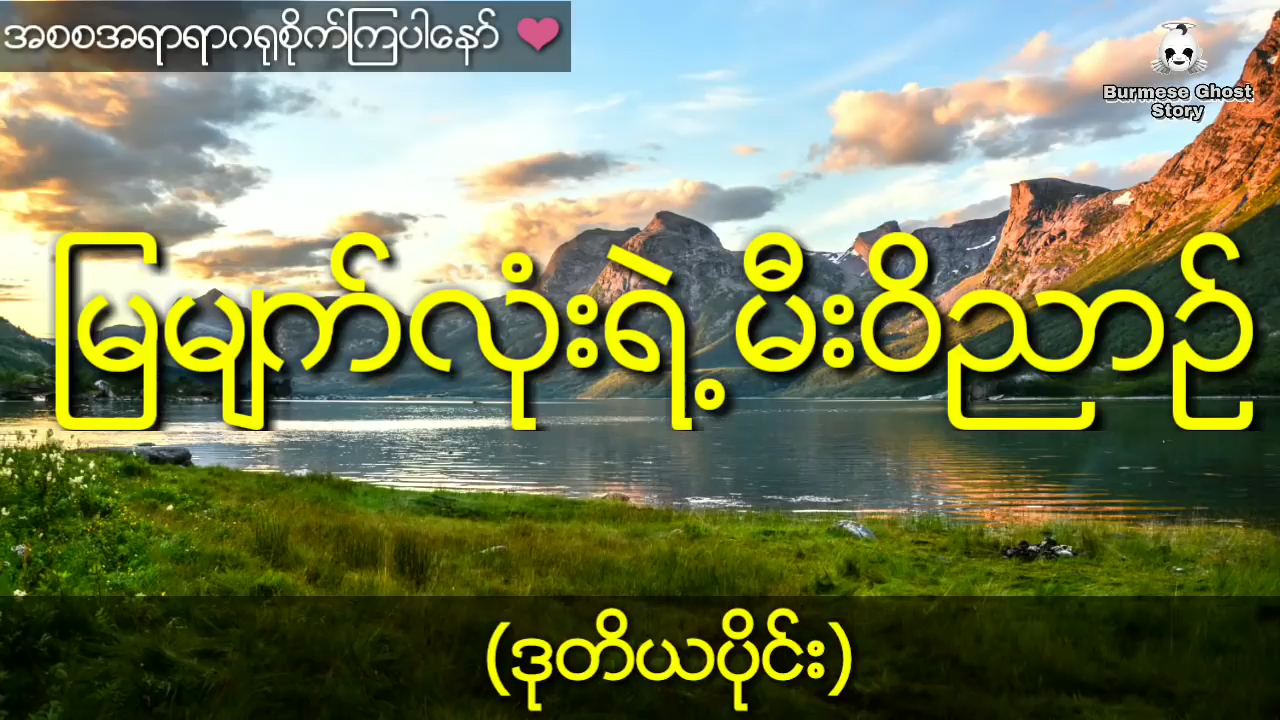 အစစအရာရာဂရုစိုက်ကြပါနော် ❤
Burmese Ghost
Story
မြမျက်လုံးရဲ့မီးဝိညာဉ်
(ဒုတိယပိုင်း)